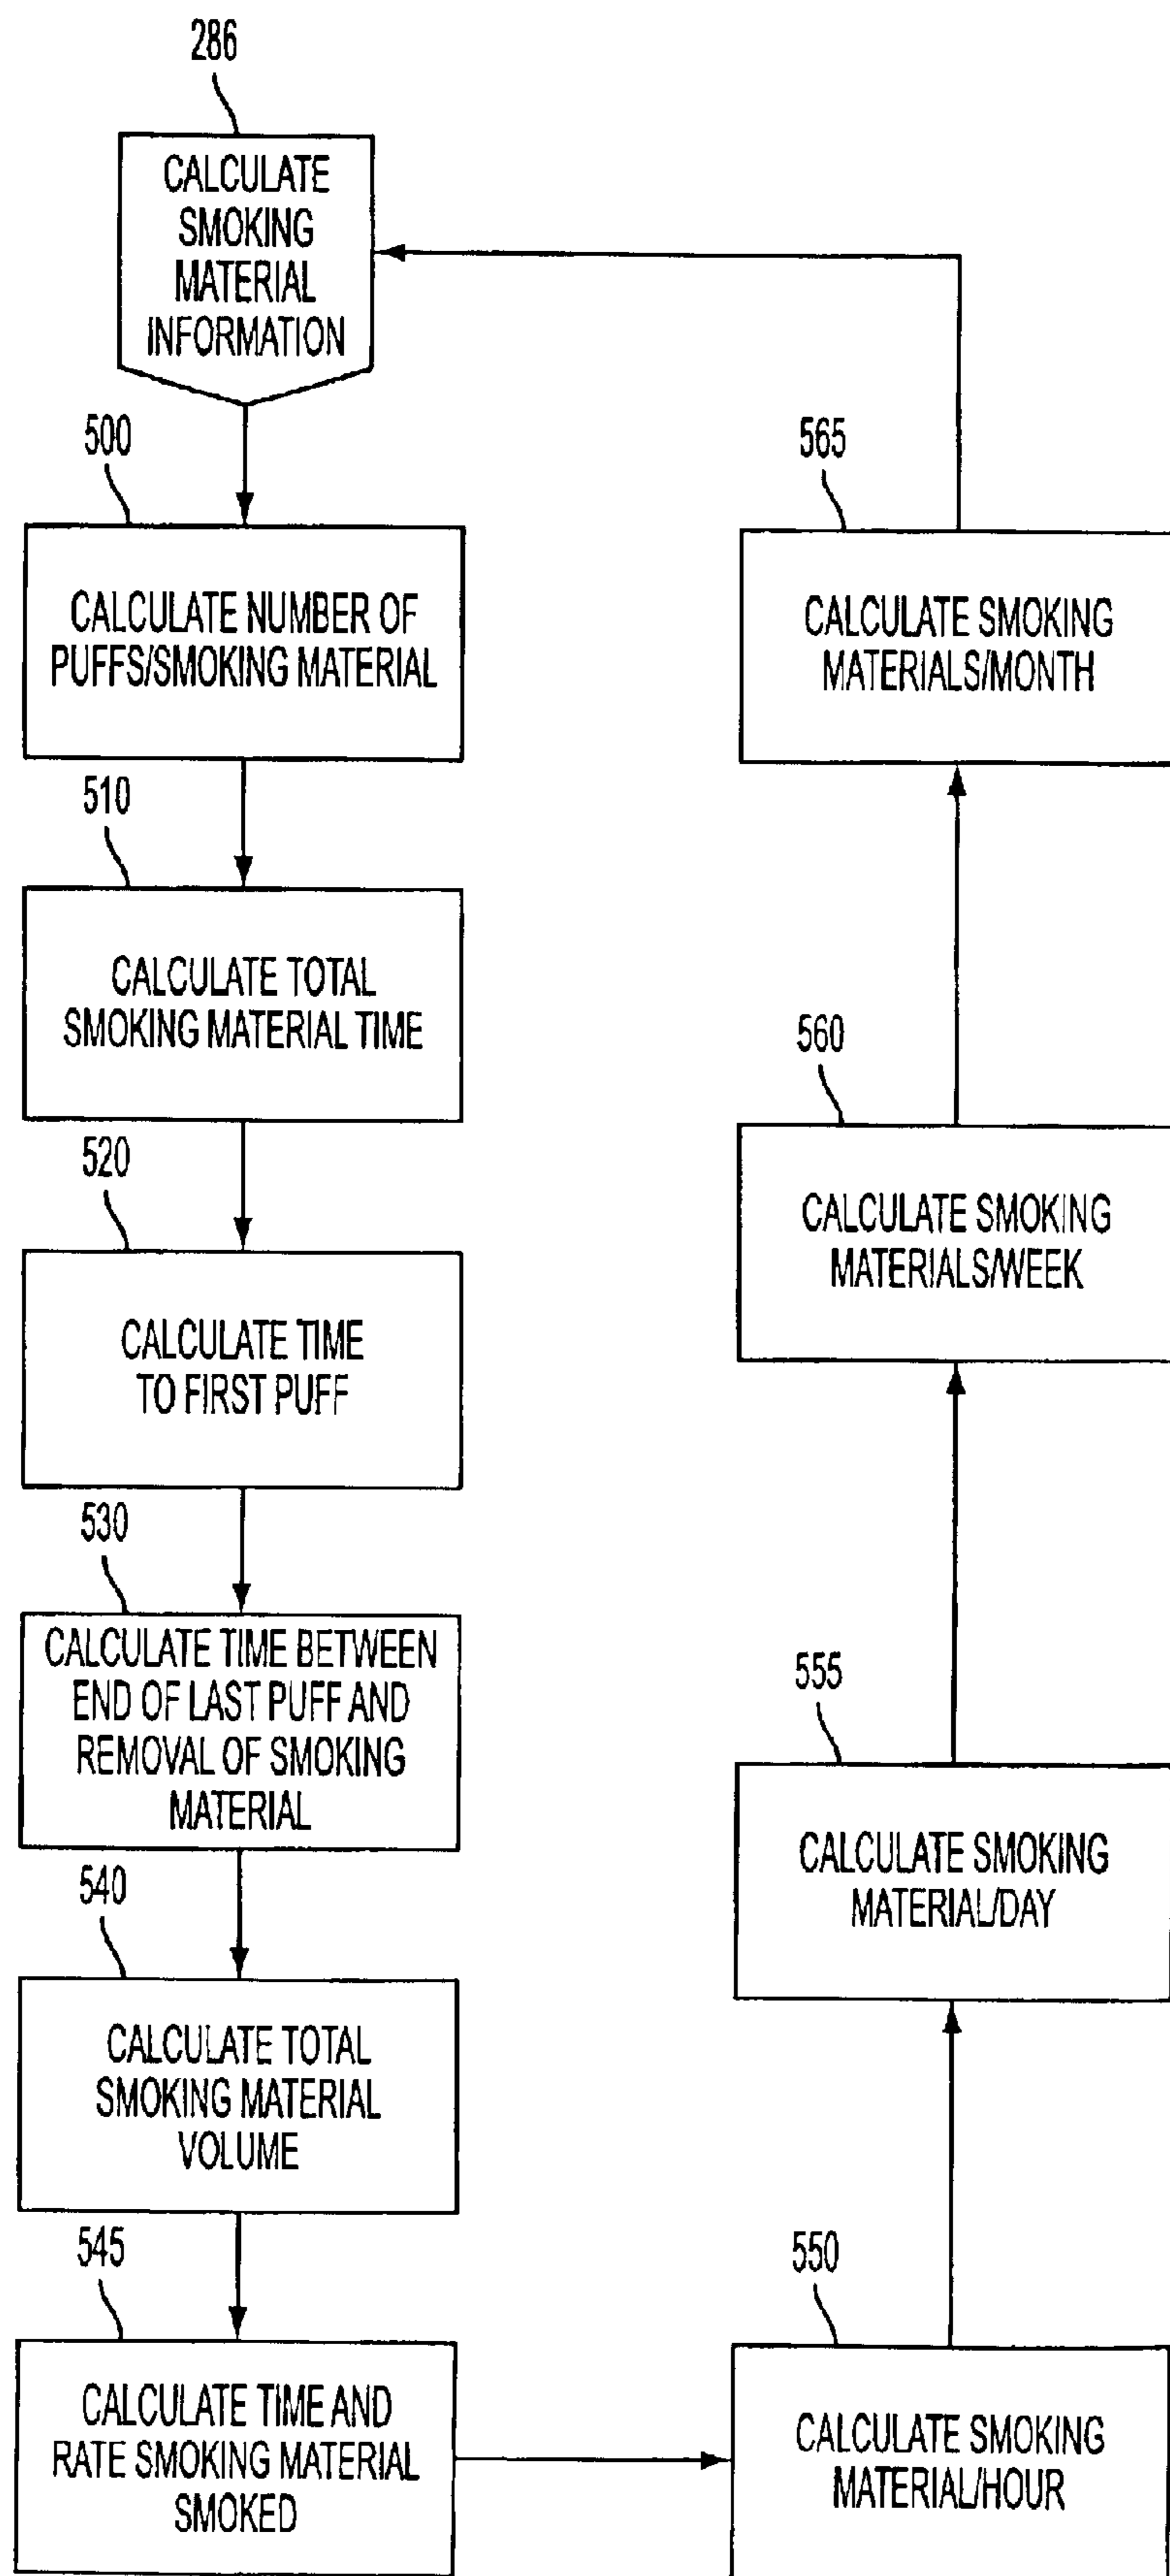 286
CALCULATE
SMOKING
MATERIAL
INFORMATION
500
CALCULATE NUMBER OF
PUFFS/SMOKING MATERIAL
510
CALCULATE TOTAL
SMOKING MATERIAL TIME
520
CALCULATE TIME
TO FIRST PUFF
530
CALCULATE TIME BETWEEN
END OF LAST PUFF AND
REMOVAL OF SMOKING
MATERIAL
540
CALCULATE TOTAL
SMOKING MATERIAL
VOLUME
545
CALCULATE TIME AND
RATE SMOKING MATERIAL
SMOKED
550
CALCULATE SMOKING
MATERIAL/HOUR
555
CALCULATE SMOKING
MATERIAL/DAY
560
CALCULATE SMOKING
MATERIALS/WEEK
565
CALCULATE SMOKING
MATERIALS/MONTH